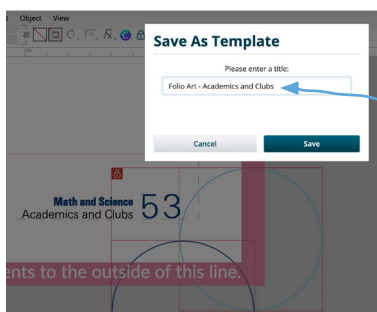 Object View
Save As Template
Please enter a title:
Folio Art - Academics and Clubs
Cancel
Save
Math and Science
Academics and Clubs 53
ents to the outside of this line.